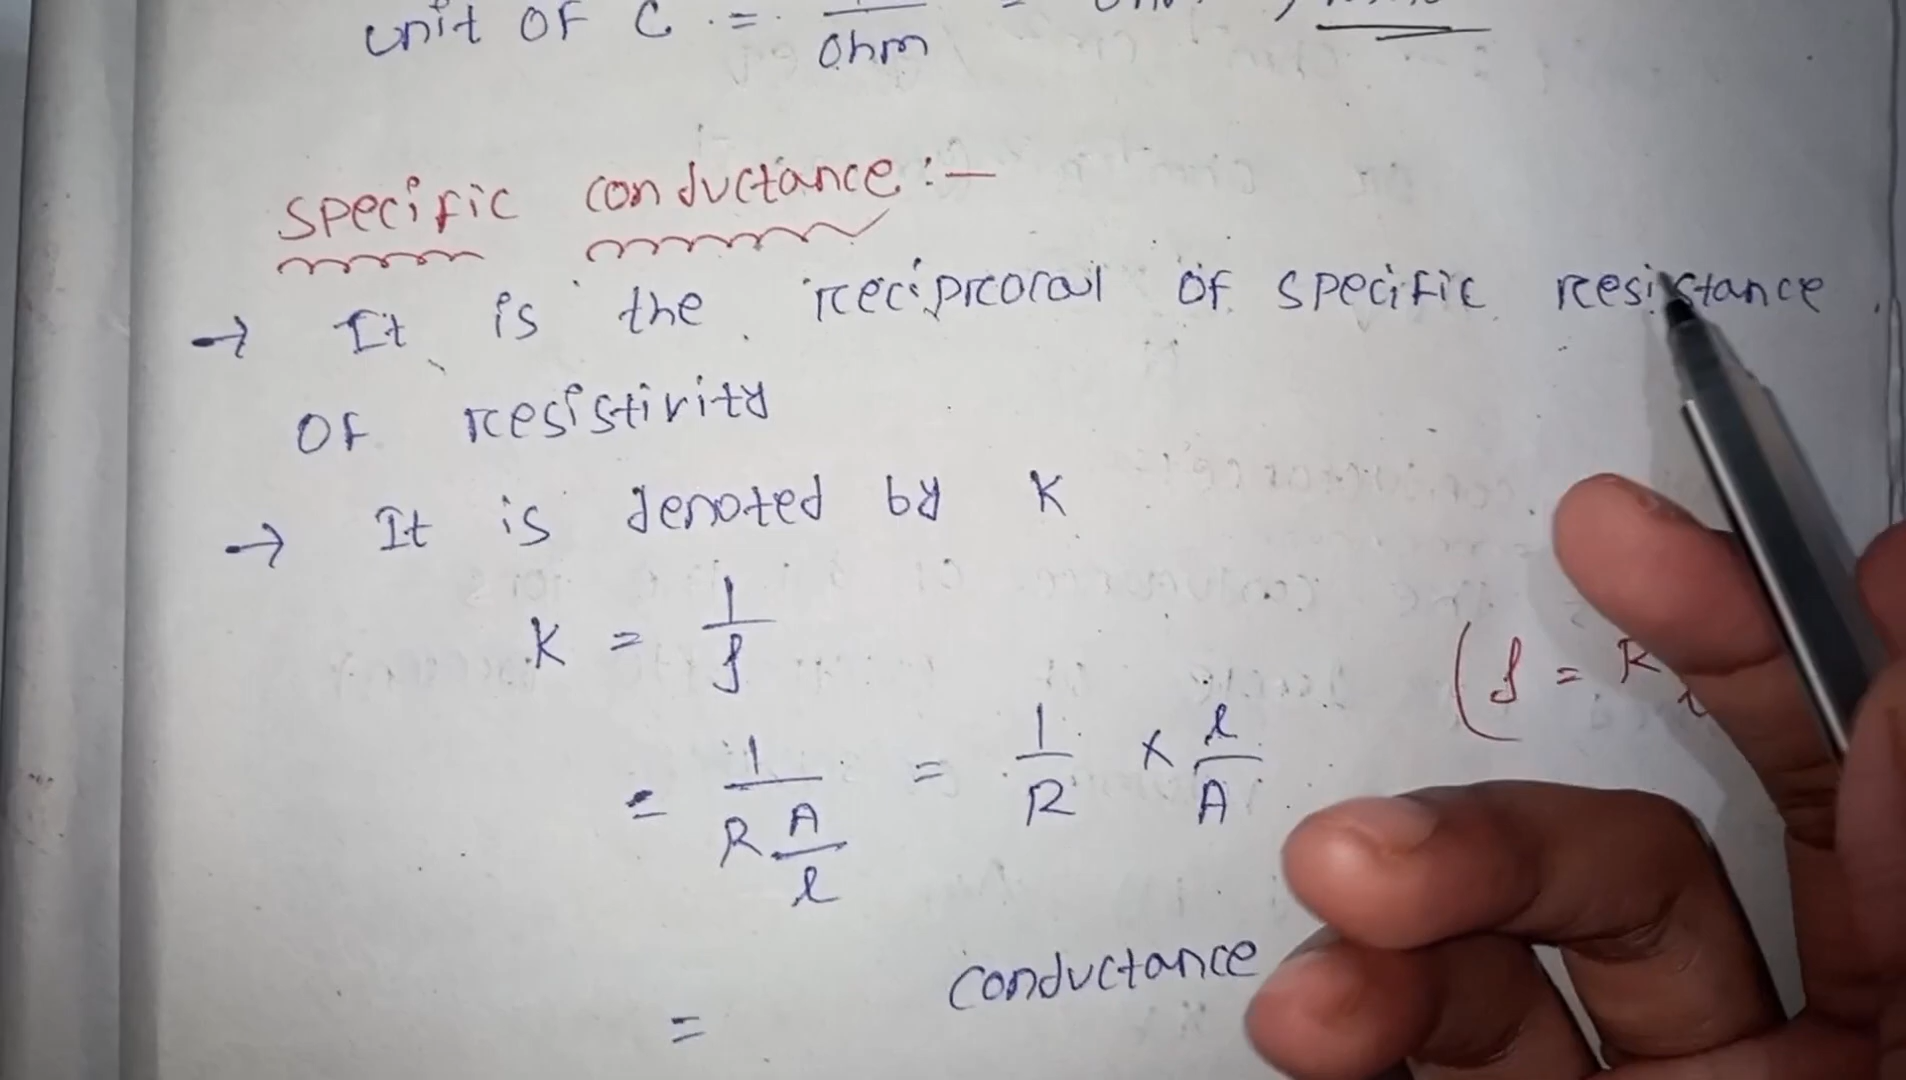 unit of C =
ohm
Specific conductance :-
→ It is the reciprocal of specific resistance
of resistivity
→ It is denoted by K
K = 1/ρ
= 1/(R A/l) = 1/R × l/A
(ρ = R
= conductance